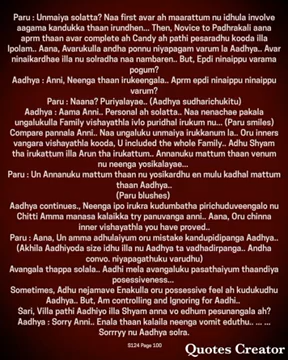 Paru : Unmaiya solatta? Naa first avar ah maarattum nu idhula involve
aagama kandukka thaan irundhen... Then, Novice to Padhrakali aana
aprm thaan avar complete ah Candy ah pathi pesaradhu kooda illa
Ipolam.. Aana, Avarukulla andha ponnu niyapagam varum la Aadhya.. Avar
ninaikardhae illa nu solradha naa nambaren.. But, Epdi ninaippu varama
pogum?
Aadhya : Anni, Neenga thaan irukeengala.. Aprm epdi ninaippu ninaippu
varum?
Paru : Naana? Puriyalayae.. (Aadhya sudharichukitu)
Aadhya : Aama Anni.. Personal ah solatta.. Naa nenachae pakala
ungalukulla Family vishayathla ivlo puridhal irukum nu... (Paru smiles)
Compare pannala Anni.. Naa ungaluku unmaiya irukkanum la.. Oru inners
vangara vishayathla kooda, U included the whole Family.. Adhu Shyam
tha irukattum illa Arun tha irukattum.. Annanuku mattum thaan venum
nu neenga yosikalayae...
Paru : Un Annanuku mattum thaan nu yosikardhu en mulu kadhal mattum
thaan Aadhya..
(Paru blushes)
Aadhya continues., Neenga ipo irukra kudumbatha pirichuduveengalo nu
Chitti Amma manasa kalaikka try panuvanga anni.. Aana, Oru chinna
inner vishayathla you have proved..
Paru : Aana, Un amma adhulaiyum oru mistake kandupidipanga Aadhya..
(Akhila Aadhiyoda size idhu illa nu Aadhya ta vadhadirpanga.. Andha
convo. niyapagathuku varudhu)
Avangala thappa solala.. Aadhi mela avangaluku pasathaiyum thaandiya
posessiveness...
Sometimes, Adhu nejamave Enakulla oru possessive feel ah kudukudhu
Aadhya.. But, Am controlling and Ignoring for Aadhi..
Sari, Villa pathi Aadhiyo illa Shyam anna vo edhum pesunangala ah?
Aadhya : Sorry Anni.. Enala thaan kalaila neenga vomit eduthu.. ... ...
Sorrryy nu Aadhya solra.
S124 Page 100
Quotes Creator